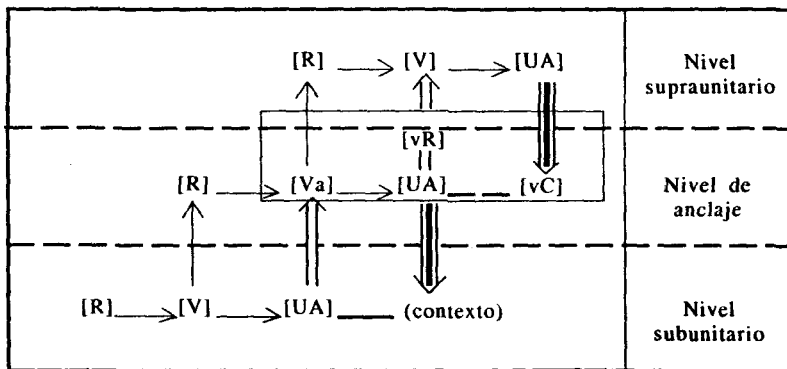 [R] [V] [UA] Nivel
supraunitario
[vR]
[R] [Va] [UA] [vC] Nivel de
anclaje
[R] [V] [UA] (contexto) Nivel
subunitario